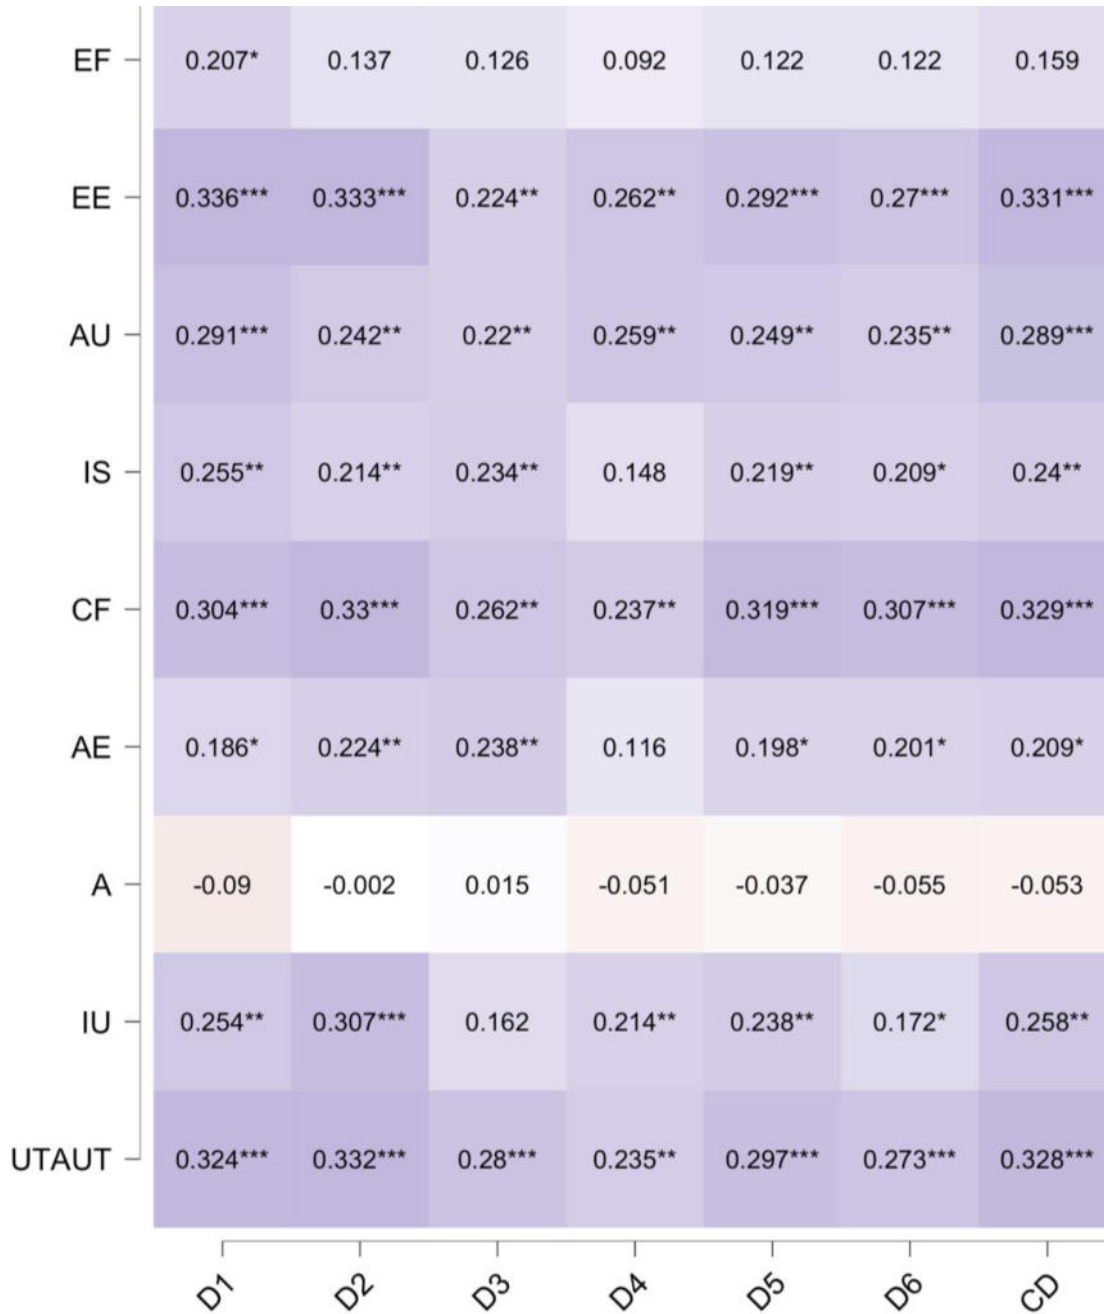 EF 0.207* 0.137 0.126 0.092 0.122 0.122 0.159
EE 0.336*** 0.333*** 0.224** 0.262** 0.292*** 0.27*** 0.331***
AU 0.291*** 0.242** 0.22** 0.259** 0.249** 0.235** 0.289***
IS 0.255** 0.214** 0.234** 0.148 0.219** 0.209* 0.24**
CF 0.304*** 0.33*** 0.262** 0.237** 0.319*** 0.307*** 0.329***
AE 0.186* 0.224** 0.238** 0.116 0.198* 0.201* 0.209*
A -0.09 -0.002 0.015 -0.051 -0.037 -0.055 -0.053
IU 0.254** 0.307*** 0.162 0.214** 0.238** 0.172* 0.258**
UTAUT 0.324*** 0.332*** 0.28*** 0.235** 0.297*** 0.273*** 0.328***
D1 D2 D3 D4 D5 D6 CD